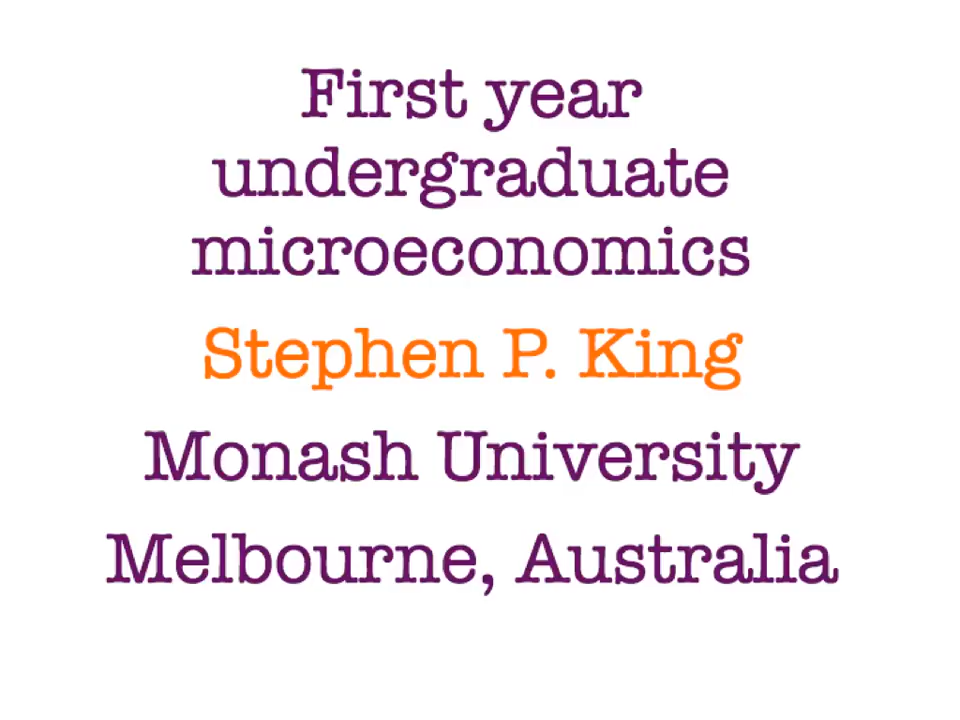 First year
undergraduate
microeconomics
Stephen P. King
Monash University
Melbourne, Australia